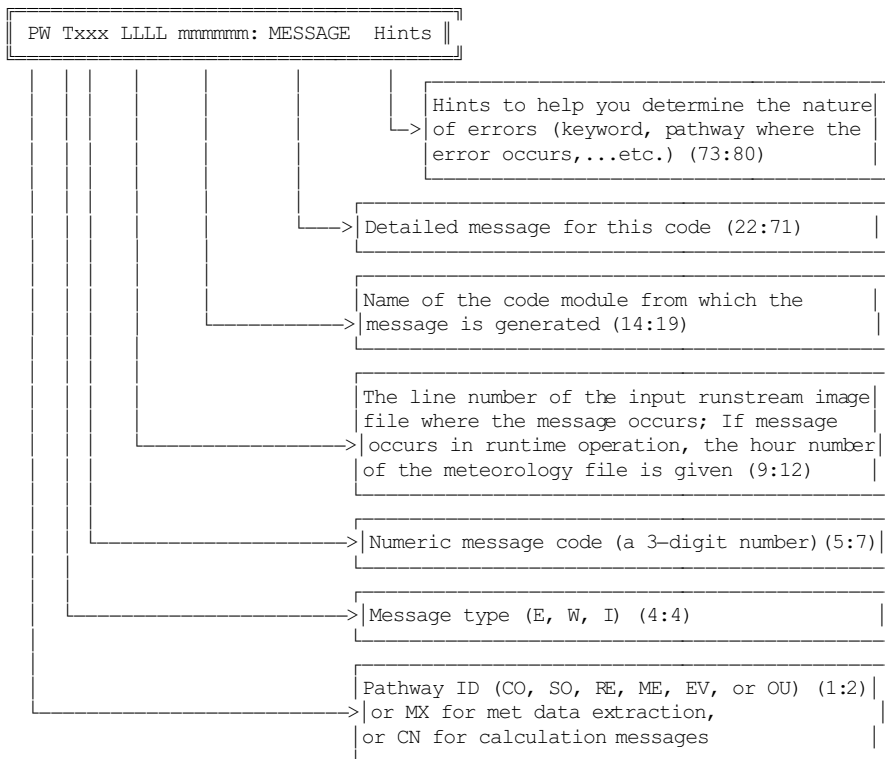 PW Txxx LLLL mmmmmm: MESSAGE Hints
Hints to help you determine the nature
of errors (keyword, pathway where the
error occurs,...etc.) (73:80)
Detailed message for this code (22:71)
Name of the code module from which the
message is generated (14:19)
The line number of the input runstream image
file where the message occurs; If message
occurs in runtime operation, the hour number
of the meteorology file is given (9:12)
Numeric message code (a 3-digit number)(5:7)
Message type (E, W, I) (4:4)
Pathway ID (CO, SO, RE, ME, EV, or OU) (1:2)
or MX for met data extraction,
or CN for calculation messages